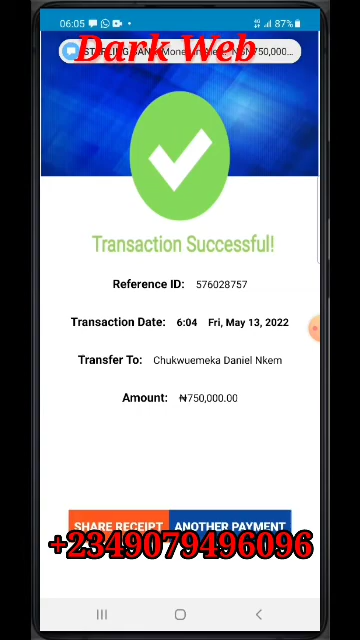 06:05
87%
Dark Web
Transaction Successful!
Reference ID: 576028757
Transaction Date: 6:04 Fri, May 13, 2022
Transfer To: Chukwuemeka Daniel Nkem
Amount: ₦750,000.00
SHARE RECEIPT ANOTHER PAYMENT
+2349079496096